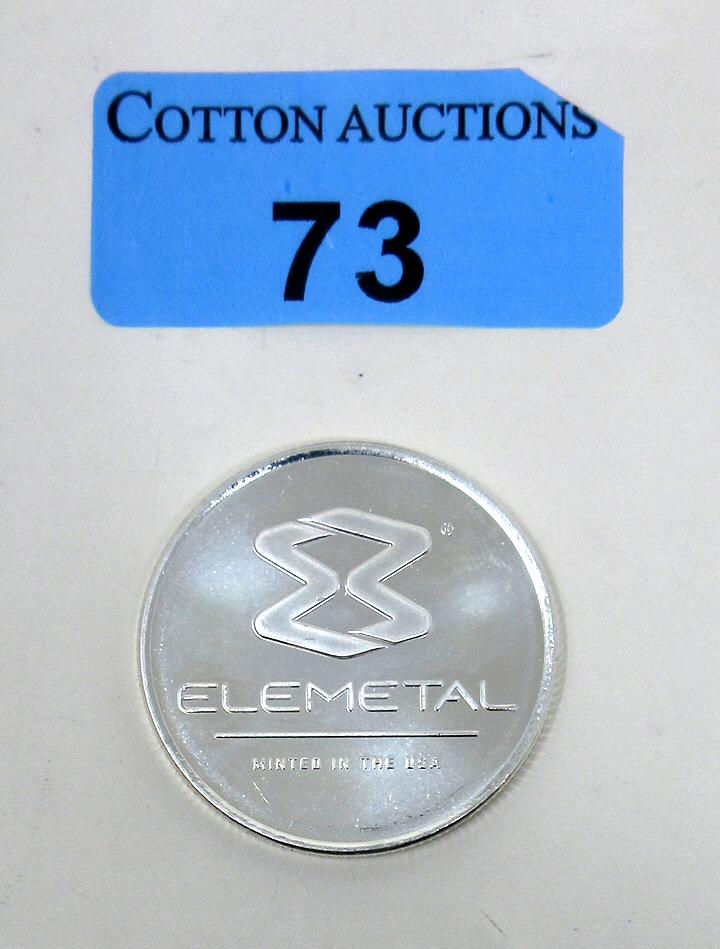 COTTON AUCTIONS
73
®
ELEMETAL
MINTED IN THE USA